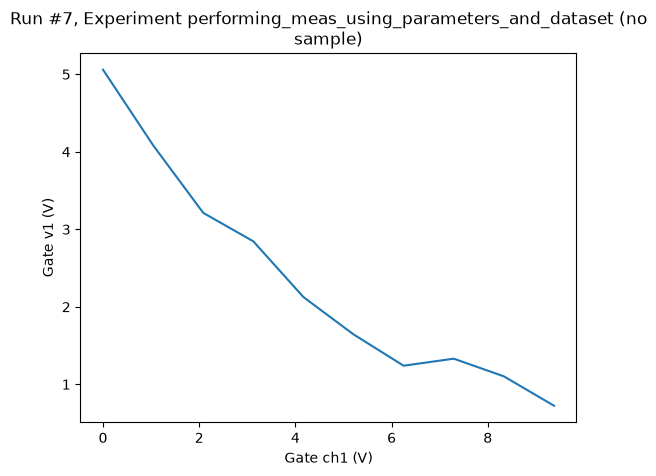 Run #7, Experiment performing_meas_using_parameters_and_dataset (no
sample)
5
4
3
2
1
Gate v1 (V)
0 2 4 6 8
Gate ch1 (V)